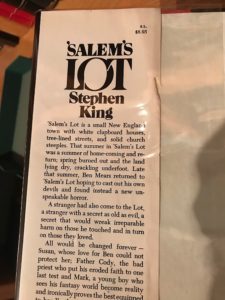 S.L.
$8.95
'SALEM'S
LOT
Stephen
King
'Salem's Lot is a small New England
town with white clapboard houses,
tree-lined streets, and solid church
steeples. That summer in 'Salem's Lot
was a summer of home-coming and re-
turn; spring burned out and the land
lying dry, crackling underfoot. Late
that summer, Ben Mears returned to
'Salem's Lot hoping to cast out his own
devils and found instead a new un-
speakable horror.
A stranger had also come to the Lot,
a stranger with a secret as old as evil, a
secret that would wreak irreparable
harm on those he touched and in turn
on those they loved.
All would be changed forever—
Susan, whose love for Ben could not
protect her; Father Cody, the bad
priest who put his eroded faith to one
last test and Mark, a young boy who
sees his fantasy world become reality
and ironically proves the best equipped